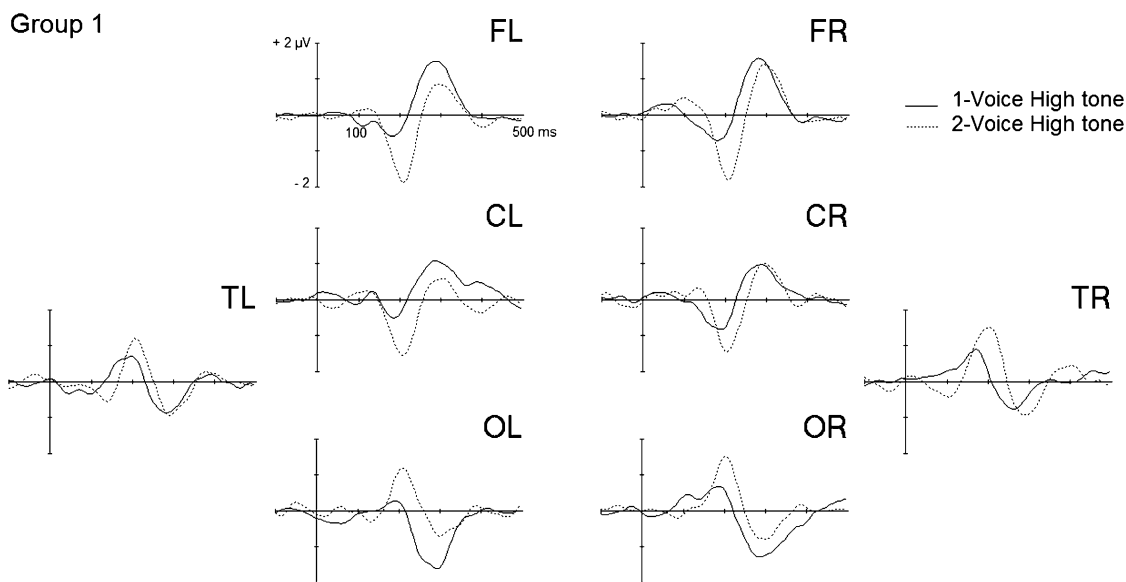 Group 1
FL
FR
+ 2 µV
100
500 ms
- 2
1-Voice High tone
2-Voice High tone
CL
CR
TL
TR
OL
OR